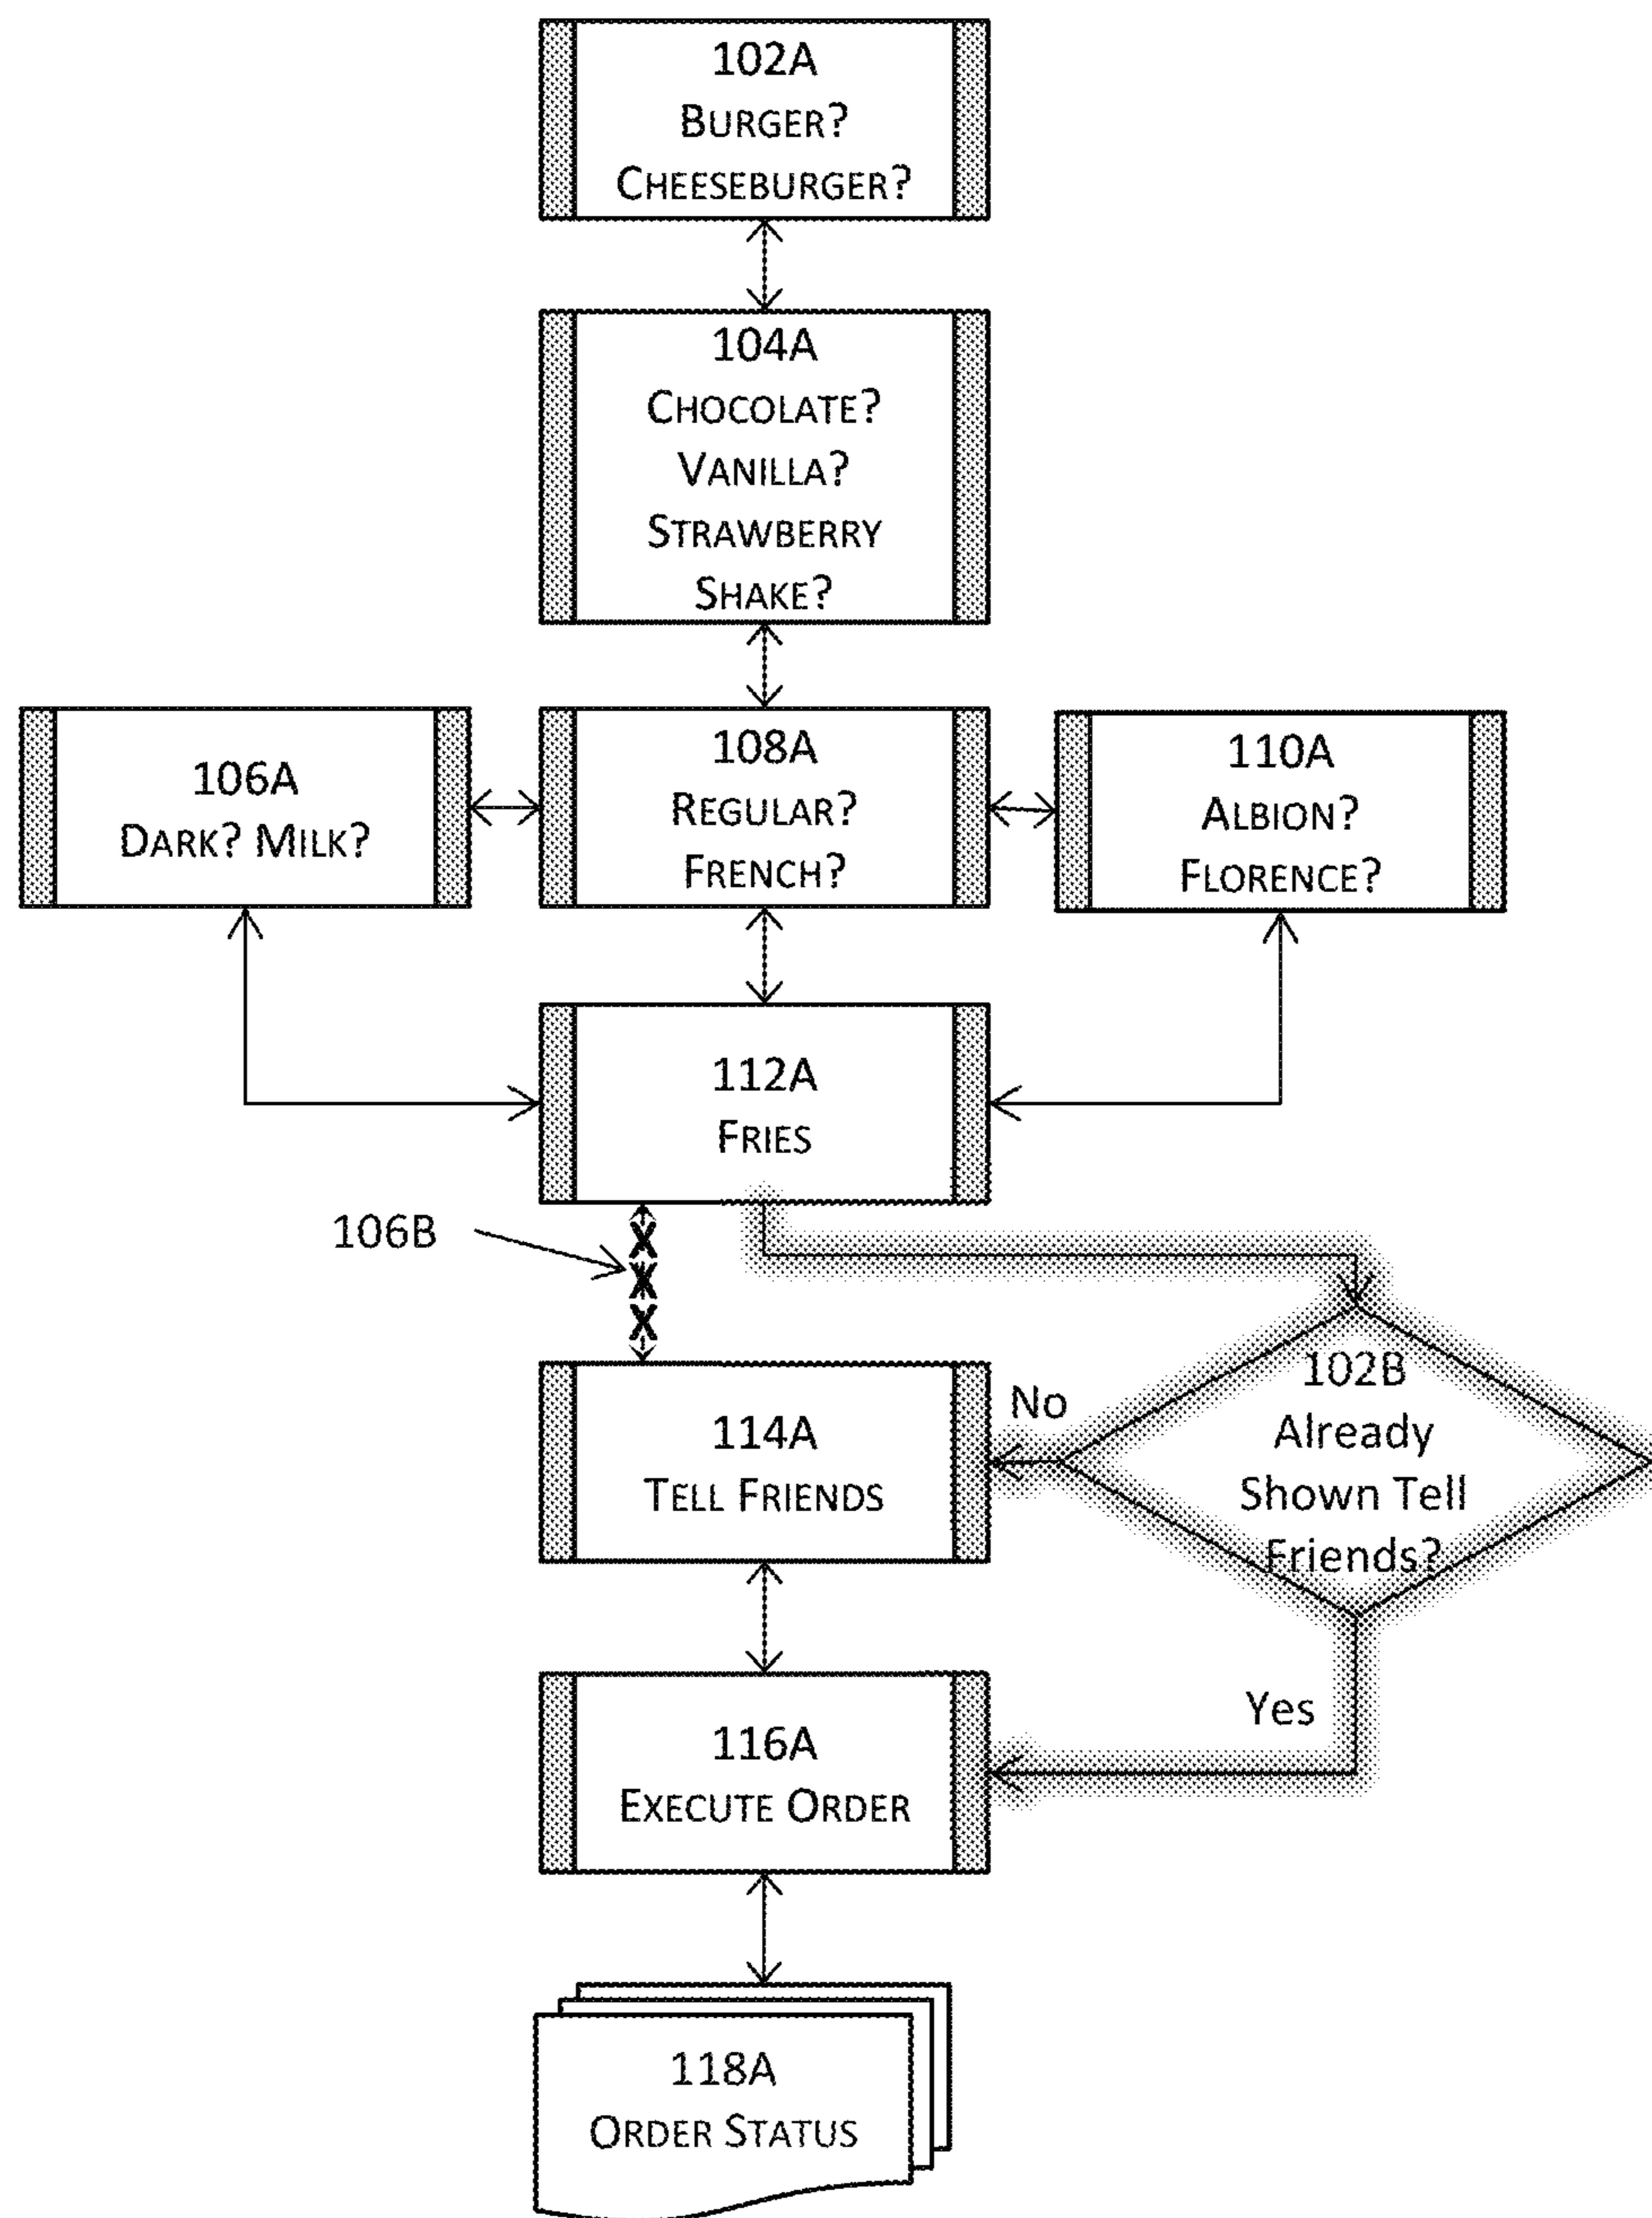 102A
BURGER?
CHEESEBURGER?
104A
CHOCOLATE?
VANILLA?
STRAWBERRY
SHAKE?
106A
DARK? MILK?
108A
REGULAR?
FRENCH?
110A
ALBION?
FLORENCE?
112A
FRIES
106B
X
X
X
102B
Already
Shown Tell
Friends?
No
114A
TELL FRIENDS
Yes
116A
EXECUTE ORDER
118A
ORDER STATUS